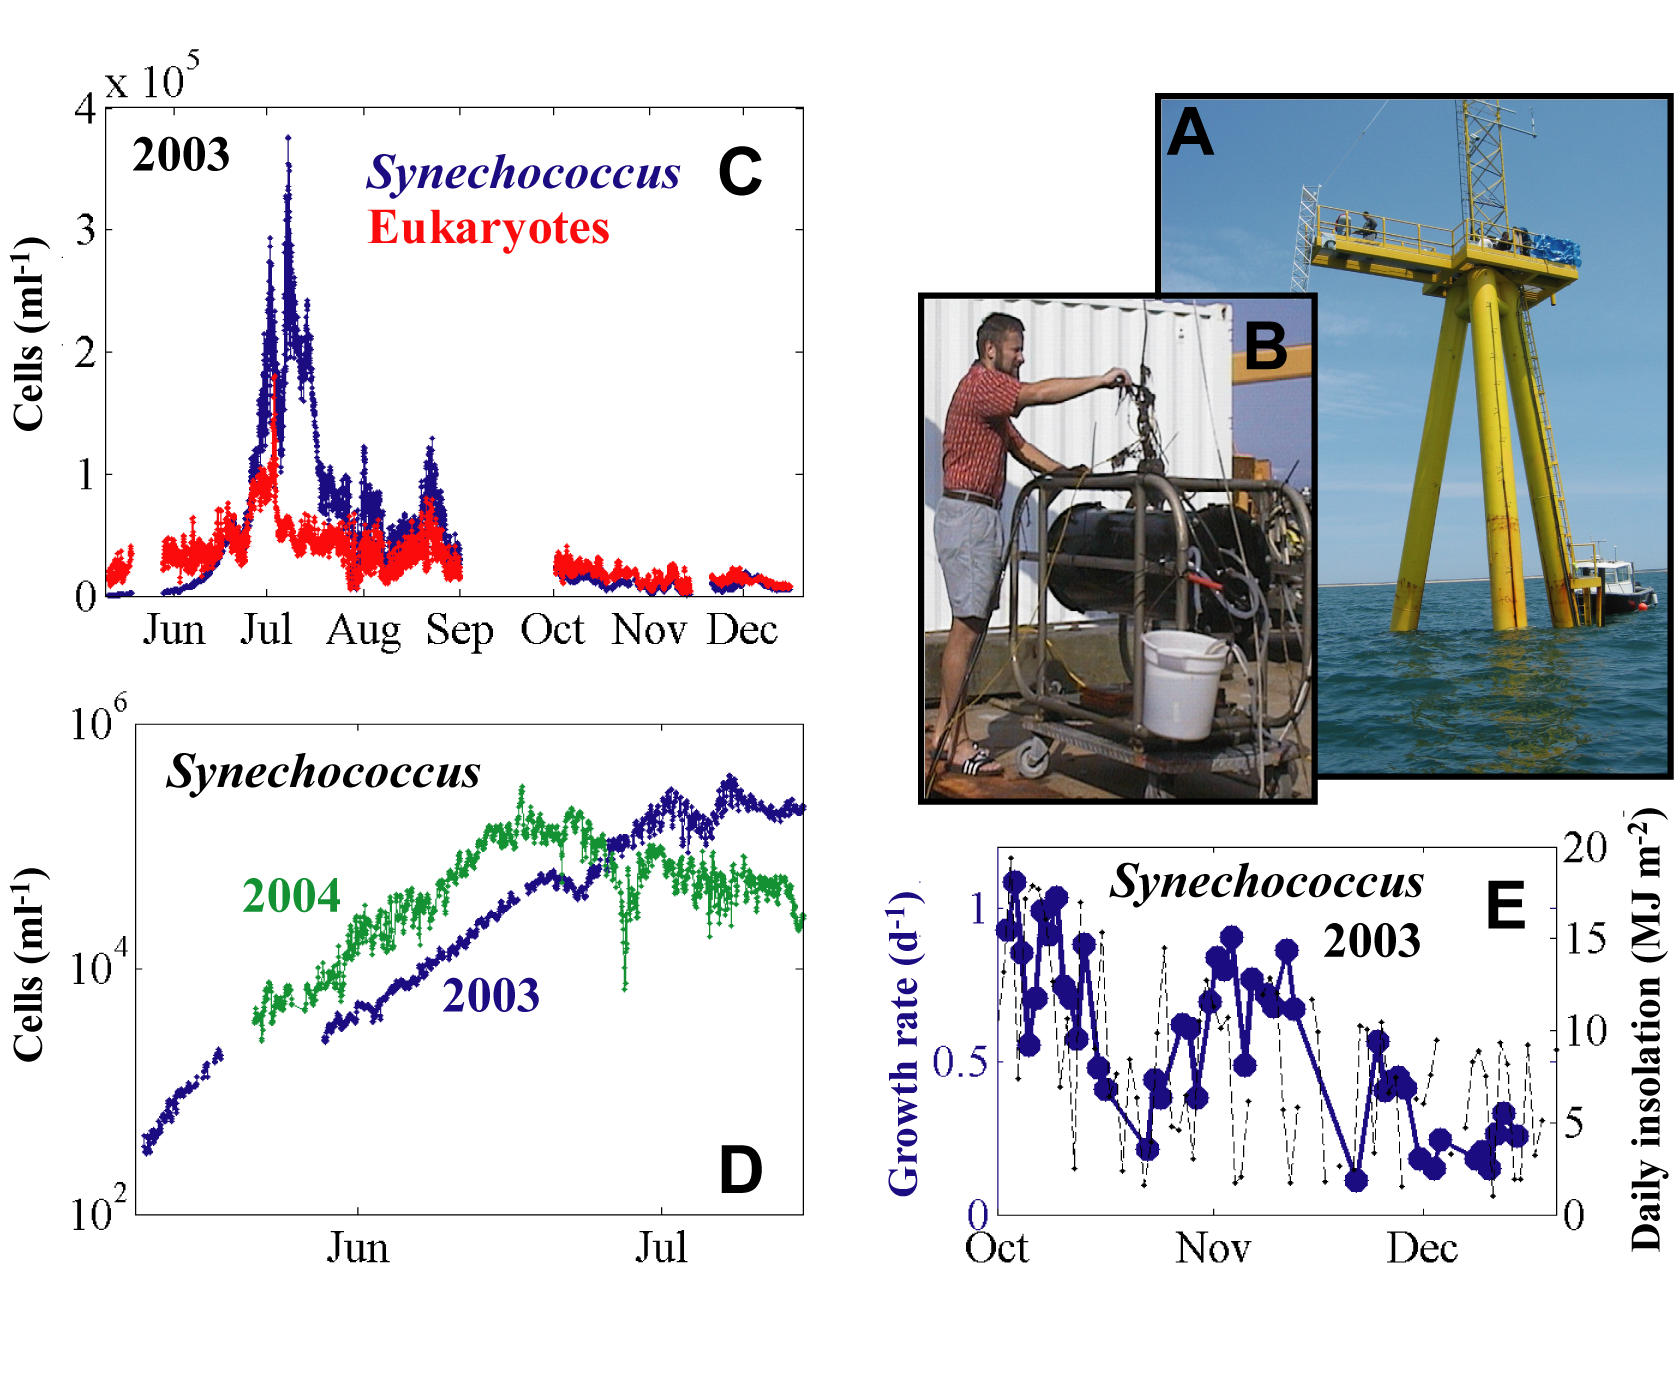 x 10^5
4
3
2
1
0
Cells (ml^-1)
2003
Synechococcus
Eukaryotes
C
Jun Jul Aug Sep Oct Nov Dec
A
B
10^6
10^4
10^2
Cells (ml^-1)
Synechococcus
2004
2003
D
Jun Jul
Growth rate (d^-1)
1
0.5
0
Synechococcus
2003
E
20
15
10
5
0
Daily insolation (MJ m^-2)
Oct Nov Dec